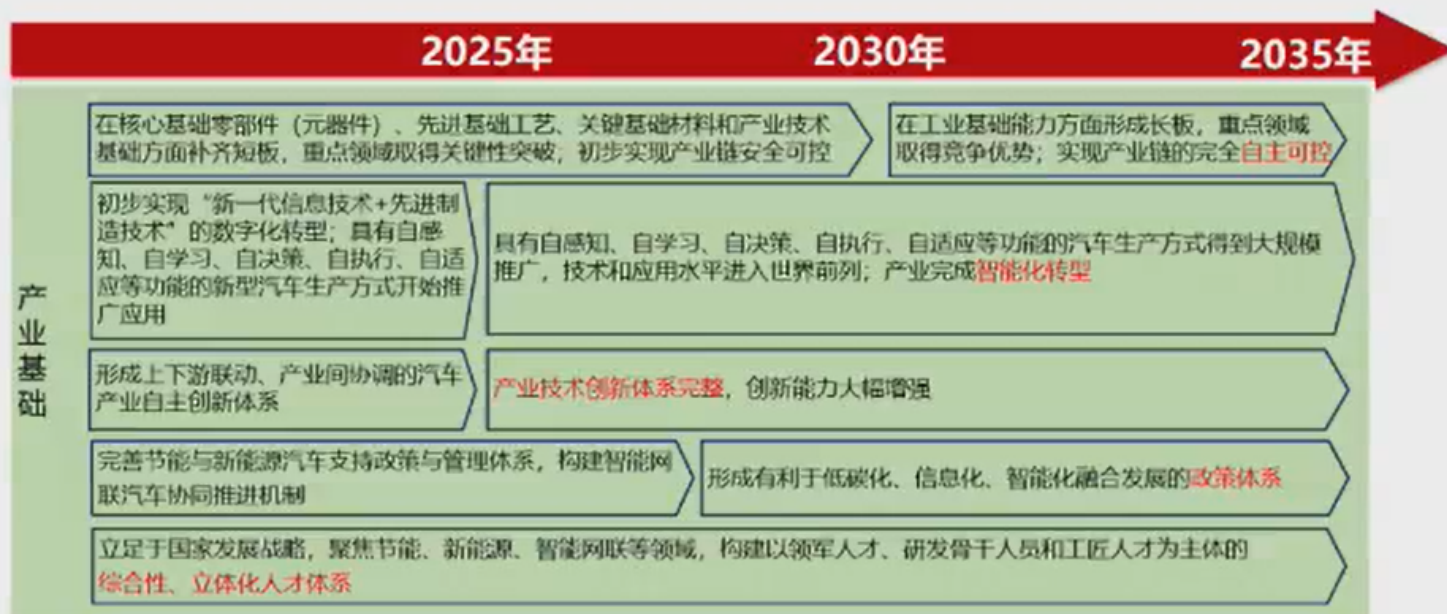 2025年
2030年
2035年
产业基础
在核心基础零部件（元器件）、先进基础工艺、关键基础材料和产业技术
基础方面补齐短板，重点领域取得关键性突破；初步实现产业链安全可控
在工业基础能力方面形成长板，重点领域
取得竞争优势；实现产业链的完全自主可控
初步实现“新一代信息技术+先进制
造技术”的数字化转型；具有自感
知、自学习、自决策、自执行、自适
应等功能的新型汽车生产方式开始推
广应用
具有自感知、自学习、自决策、自执行、自适应等功能的汽车生产方式得到大规模
推广，技术和应用水平进入世界前列；产业完成智能化转型
形成上下游联动、产业间协调的汽车
产业自主创新体系
产业技术创新体系完整，创新能力大幅增强
完善节能与新能源汽车支持政策与管理体系，构建智能网
联汽车协同推进机制
形成有利于低碳化、信息化、智能化融合发展的政策体系
立足于国家发展战略，聚焦节能、新能源、智能网联等领域，构建以领军人才、研发骨干人员和工匠人才为主体的
综合性、立体化人才体系